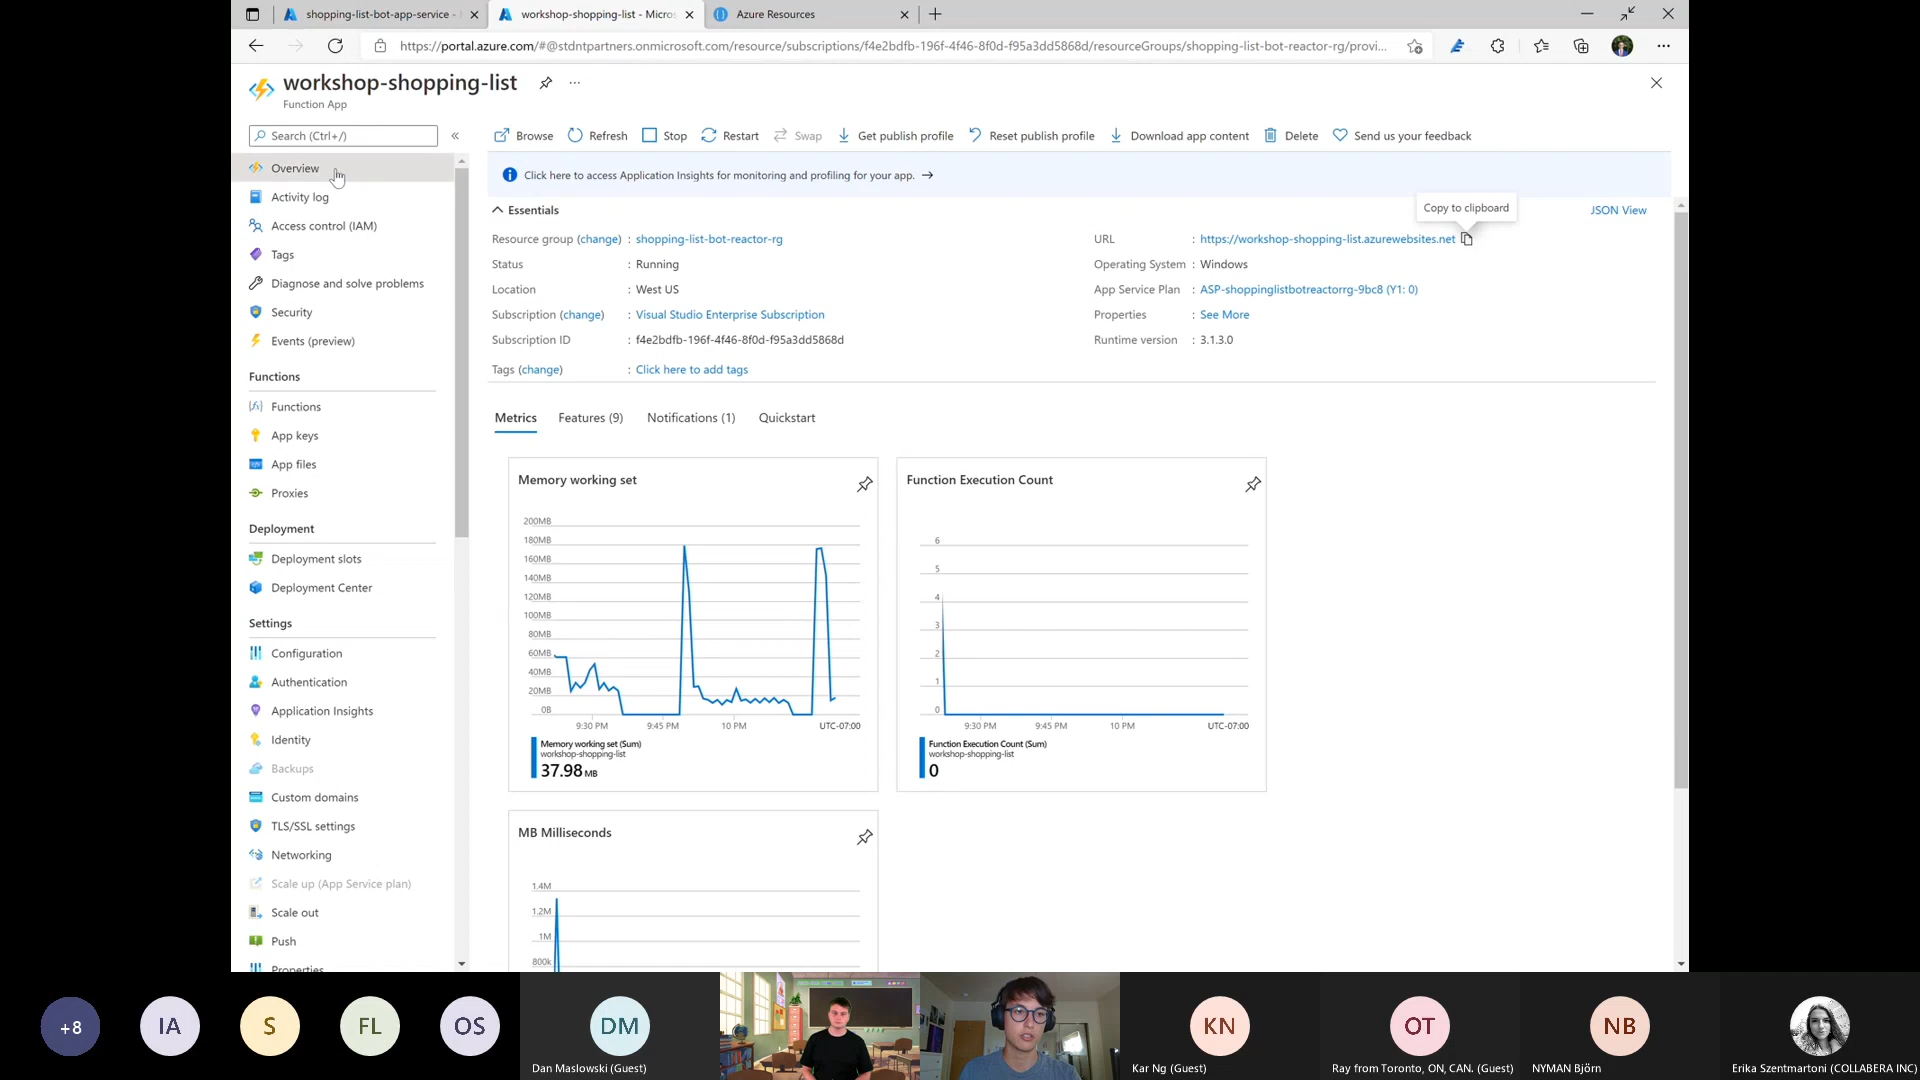 shopping-list-bot-app-service -
workshop-shopping-list - Micros
Azure Resources
https://portal.azure.com/#@stdntpartners.onmicrosoft.com/resource/subscriptions/f4e2bdfb-196f-4f46-8f0d-f95a3dd5868d/resourceGroups/shopping-list-bot-reactor-rg/provi...
workshop-shopping-list
Function App
Search (Ctrl+/)
Browse
Refresh
Stop
Restart
Swap
Get publish profile
Reset publish profile
Download app content
Delete
Send us your feedback
Click here to access Application Insights for monitoring and profiling for your app. →
Essentials
Copy to clipboard
JSON View
Resource group (change) : shopping-list-bot-reactor-rg
Status : Running
Location : West US
Subscription (change) : Visual Studio Enterprise Subscription
Subscription ID : f4e2bdfb-196f-4f46-8f0d-f95a3dd5868d
Tags (change) : Click here to add tags
URL : https://workshop-shopping-list.azurewebsites.net
Operating System : Windows
App Service Plan : ASP-shoppinglistbotreactorrg-9bc8 (Y1: 0)
Properties : See More
Runtime version : 3.1.3.0
Overview
Activity log
Access control (IAM)
Tags
Diagnose and solve problems
Security
Events (preview)
Functions
Functions
App keys
App files
Proxies
Deployment
Deployment slots
Deployment Center
Settings
Configuration
Authentication
Application Insights
Identity
Backups
Custom domains
TLS/SSL settings
Networking
Scale up (App Service plan)
Scale out
Push
Properties
Metrics
Features (9)
Notifications (1)
Quickstart
Memory working set
200MB
180MB
160MB
140MB
120MB
100MB
80MB
60MB
40MB
20MB
0B
9:30 PM
9:45 PM
10 PM
UTC-07:00
Memory working set (Sum)
workshop-shopping-list
37.98 MB
Function Execution Count
6
5
4
3
2
1
0
9:30 PM
9:45 PM
10 PM
UTC-07:00
Function Execution Count (Sum)
workshop-shopping-list
0
MB Milliseconds
1.4M
1.2M
1M
800k
+8
IA
S
FL
OS
DM
Dan Maslowski (Guest)
KN
Kar Ng (Guest)
OT
Ray from Toronto, ON, CAN. (Guest)
NB
NYMAN Björn
Erika Szentmartoni (COLLABERA INC)